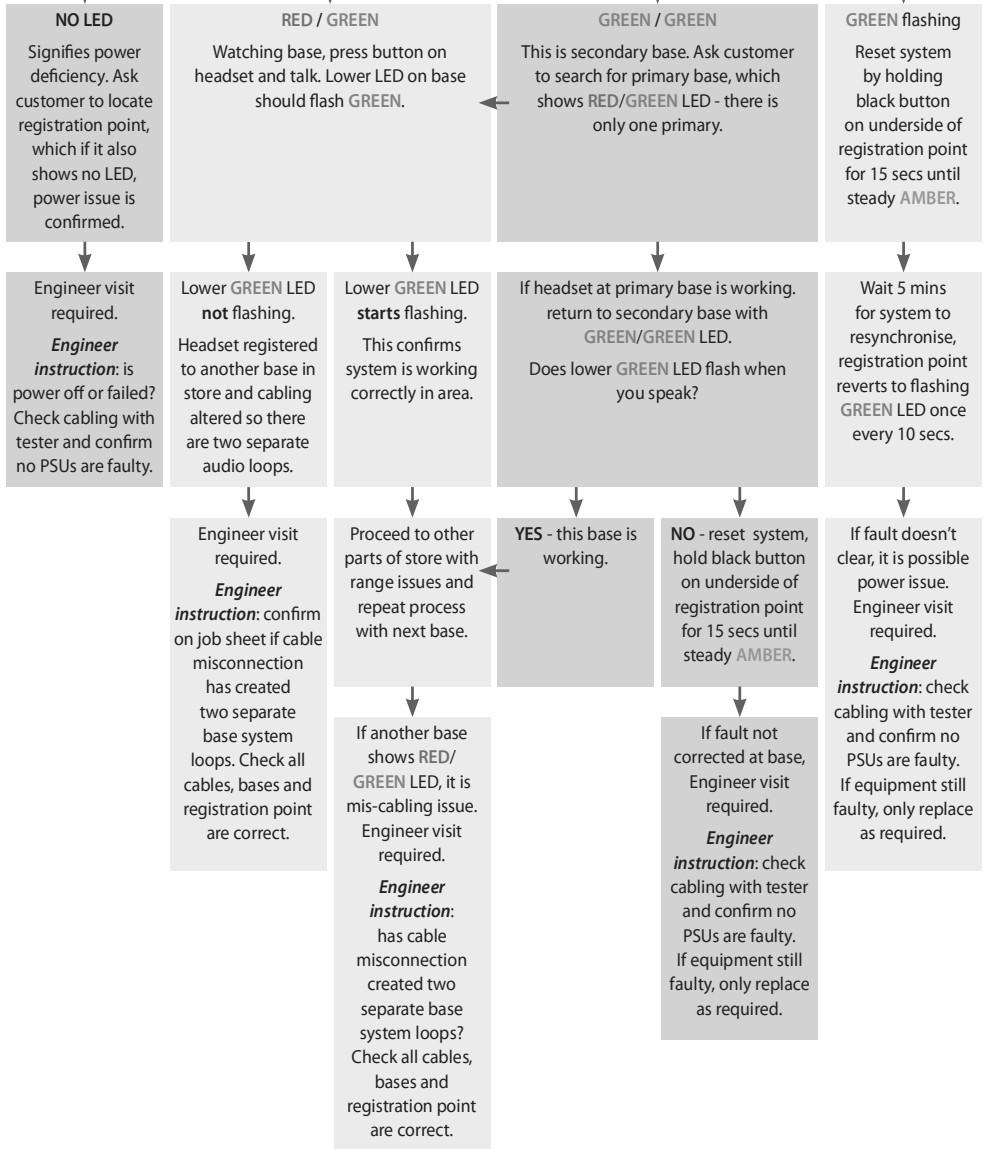 NO LED
Signifies power
deficiency. Ask
customer to locate
registration point,
which if it also
shows no LED,
power issue is
confirmed.
RED / GREEN
Watching base, press button on
headset and talk. Lower LED on base
should flash GREEN.
GREEN / GREEN
This is secondary base. Ask customer
to search for primary base, which
shows RED/GREEN LED - there is
only one primary.
GREEN flashing
Reset system
by holding
black button
on underside of
registration point
for 15 secs until
steady AMBER.
Engineer visit
required.
Engineer
instruction: is
power off or failed?
Check cabling with
tester and confirm
no PSUs are faulty.
Lower GREEN LED
not flashing.
Headset registered
to another base in
store and cabling
altered so there
are two separate
audio loops.
Lower GREEN LED
starts flashing.
This confirms
system is working
correctly in area.
If headset at primary base is working.
return to secondary base with
GREEN/GREEN LED.
Does lower GREEN LED flash when
you speak?
Wait 5 mins
for system to
resynchronise,
registration point
reverts to flashing
GREEN LED once
every 10 secs.
Engineer visit
required.
Engineer
instruction: confirm
on job sheet if cable
misconnection
has created
two separate
base system
loops. Check all
cables, bases and
registration point
are correct.
Proceed to other
parts of store with
range issues and
repeat process
with next base.
YES - this base is
working.
NO - reset system,
hold black button
on underside of
registration point
for 15 secs until
steady AMBER.
If fault doesn't
clear, it is possible
power issue.
Engineer visit
required.
Engineer
instruction: check
cabling with tester
and confirm no
PSUs are faulty.
If equipment still
faulty, only replace
as required.
If another base
shows RED/
GREEN LED, it is
mis-cabling issue.
Engineer visit
required.
Engineer
instruction:
has cable
misconnection
created two
separate base
system loops?
Check all cables,
bases and
registration point
are correct.
If fault not
corrected at base,
Engineer visit
required.
Engineer
instruction: check
cabling with tester
and confirm no
PSUs are faulty.
If equipment still
faulty, only replace
as required.